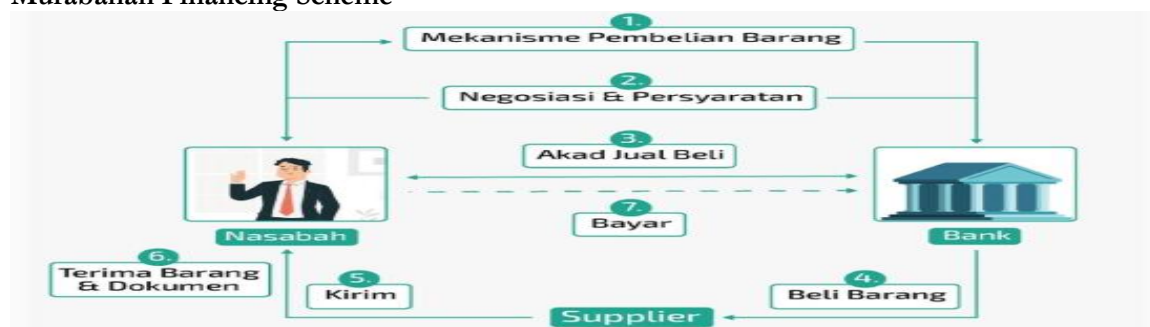 Murabahah Financing Scheme
1.
Mekanisme Pembelian Barang
2.
Negosiasi & Persyaratan
3.
Akad Jual Beli
7.
Bayar
Nasabah
Bank
6.
Terima Barang
& Dokumen
5.
Kirim
4.
Beli Barang
Supplier